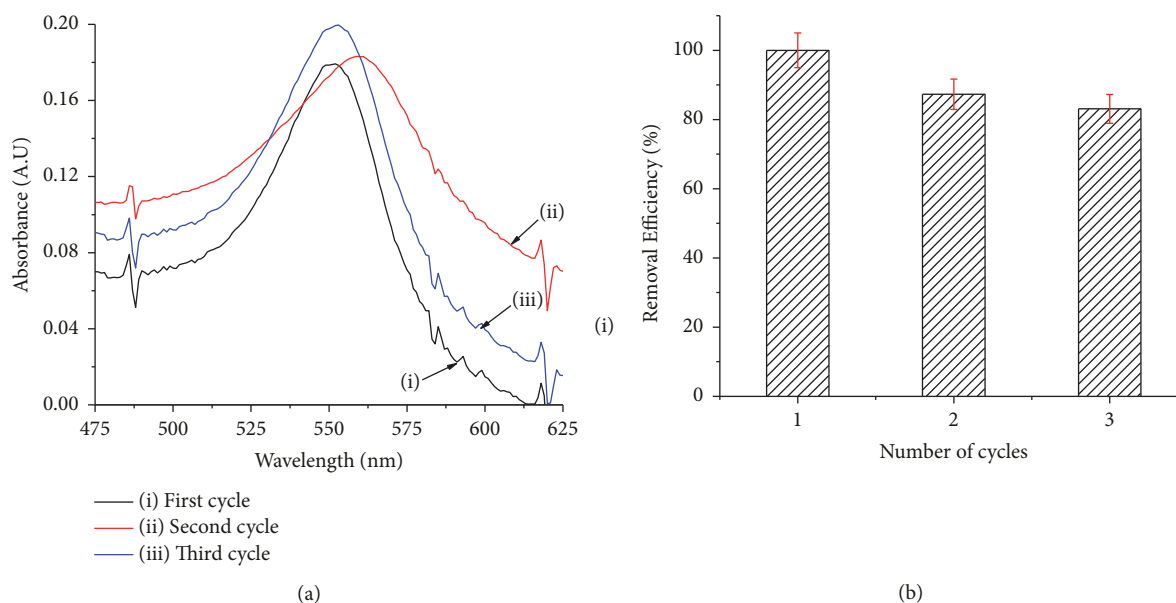 0.20
0.16
0.12
0.08
0.04
0.00
Absorbance (A.U)
475 500 525 550 575 600 625
Wavelength (nm)
(ii)
(iii)
(i)
(i) First cycle
(ii) Second cycle
(iii) Third cycle
(a)
(i)
100
80
60
40
20
0
Removal Efficiency (%)
1 2 3
Number of cycles
(b)